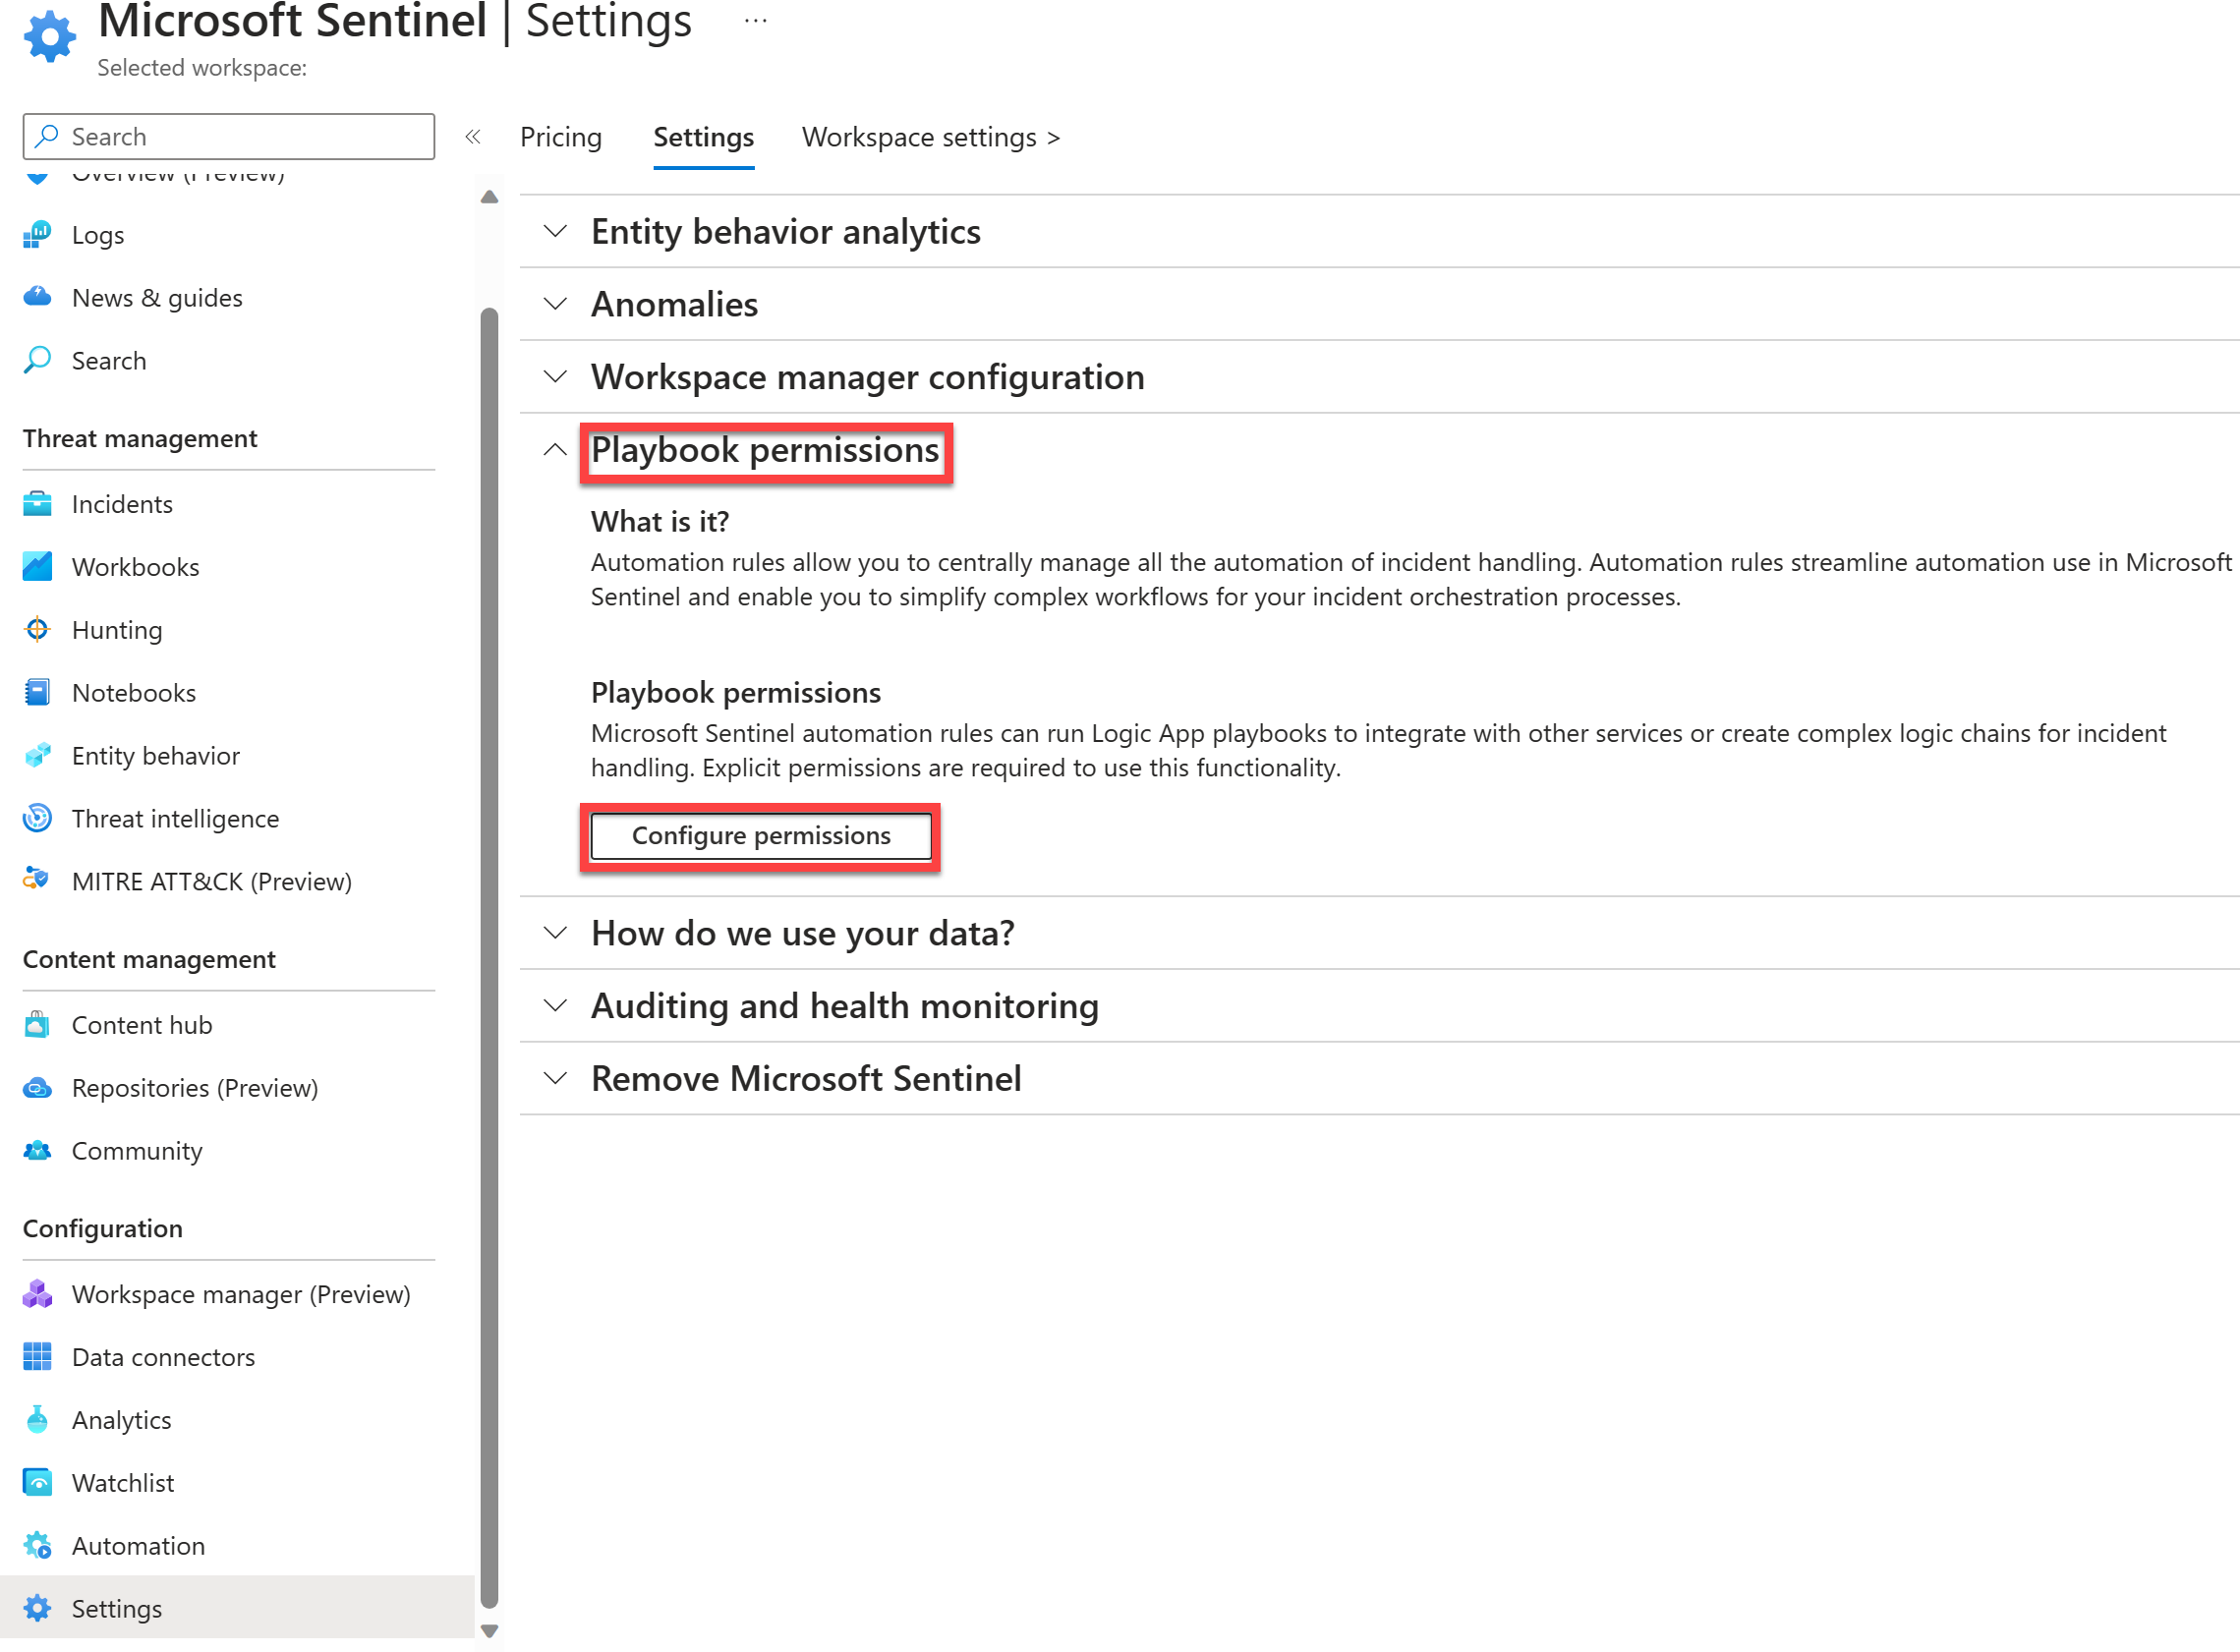 Microsoft Sentinel | Settings ...
Selected workspace:
Search
«
Overview (Preview)
Logs
News & guides
Search
Threat management
Incidents
Workbooks
Hunting
Notebooks
Entity behavior
Threat intelligence
MITRE ATT&CK (Preview)
Content management
Content hub
Repositories (Preview)
Community
Configuration
Workspace manager (Preview)
Data connectors
Analytics
Watchlist
Automation
Settings
Pricing Settings Workspace settings >
Entity behavior analytics
Anomalies
Workspace manager configuration
Playbook permissions
What is it?
Automation rules allow you to centrally manage all the automation of incident handling. Automation rules streamline automation use in Microsoft
Sentinel and enable you to simplify complex workflows for your incident orchestration processes.
Playbook permissions
Microsoft Sentinel automation rules can run Logic App playbooks to integrate with other services or create complex logic chains for incident
handling. Explicit permissions are required to use this functionality.
Configure permissions
How do we use your data?
Auditing and health monitoring
Remove Microsoft Sentinel